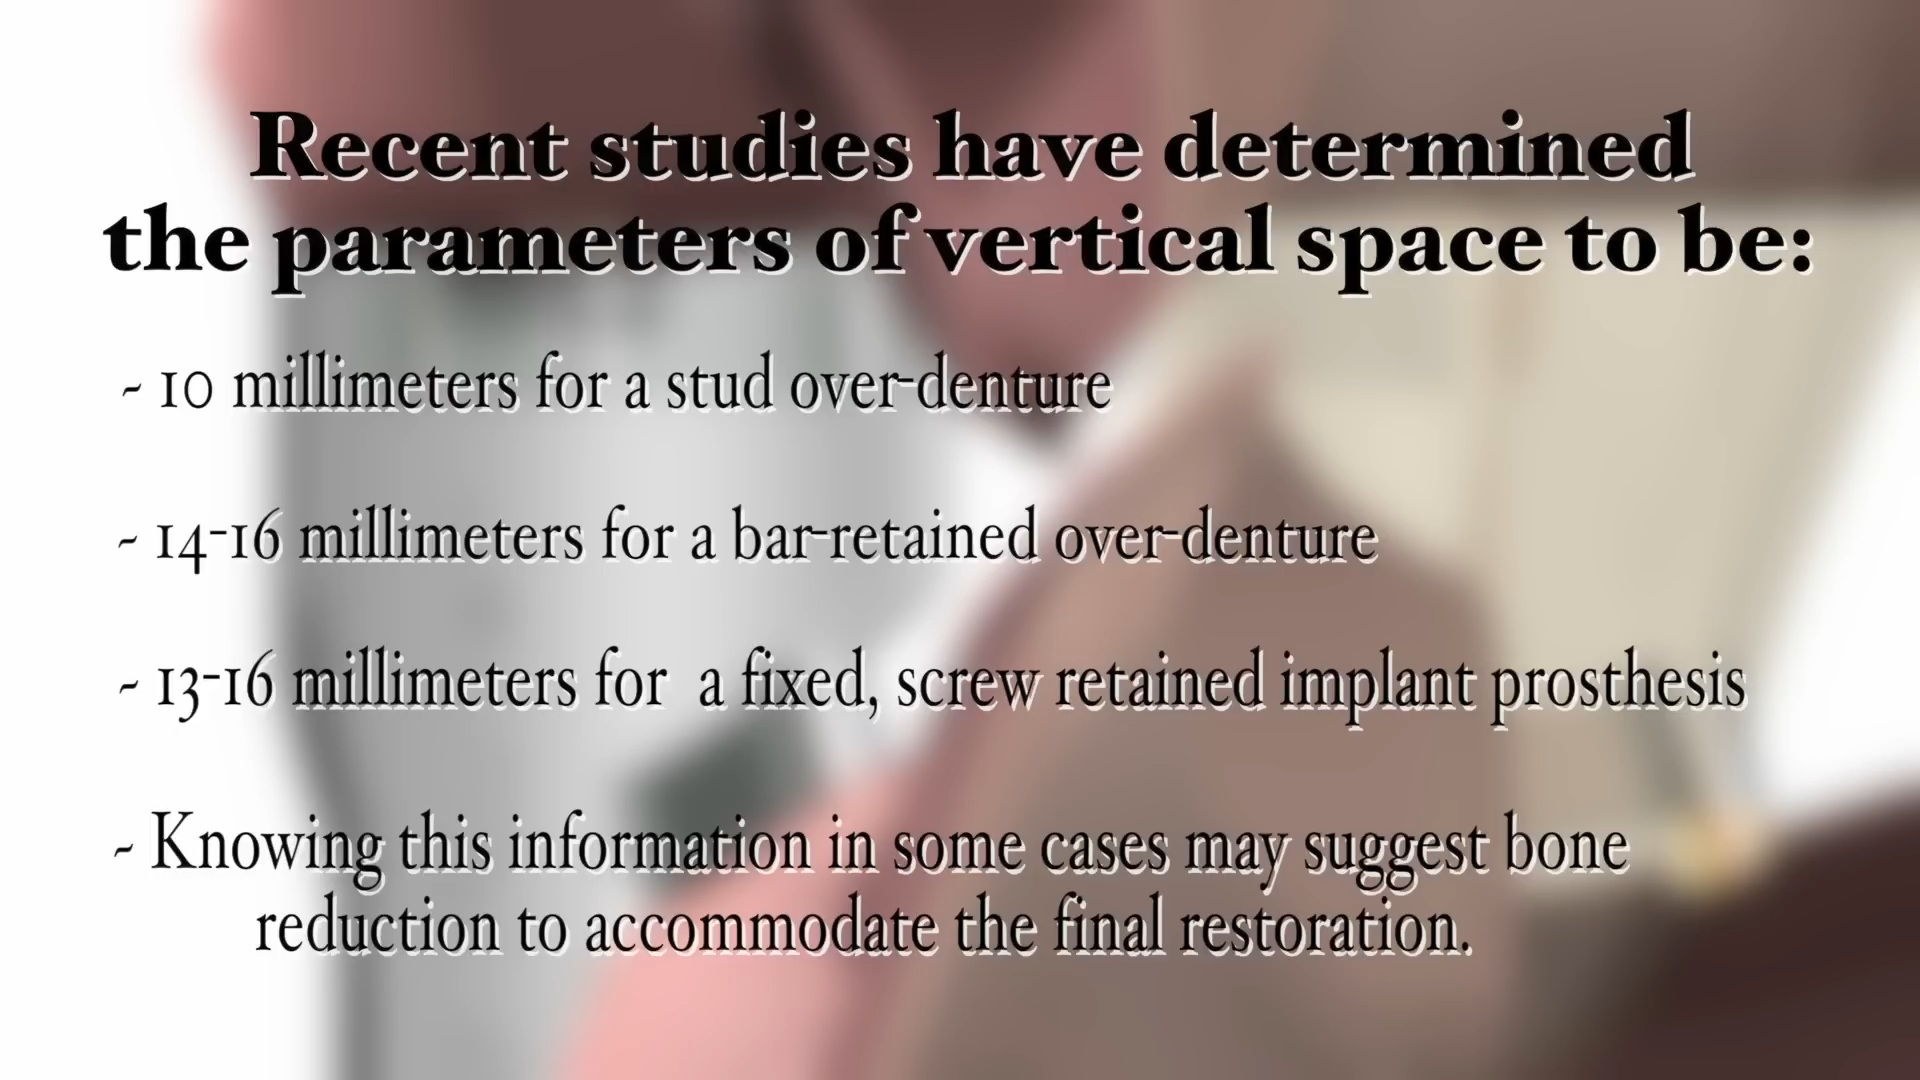 Recent studies have determined
the parameters of vertical space to be:
- 10 millimeters for a stud over-denture
- 14-16 millimeters for a bar-retained over-denture
- 13-16 millimeters for  a fixed, screw retained implant prosthesis
- Knowing this information in some cases may suggest bone
reduction to accommodate the final restoration.